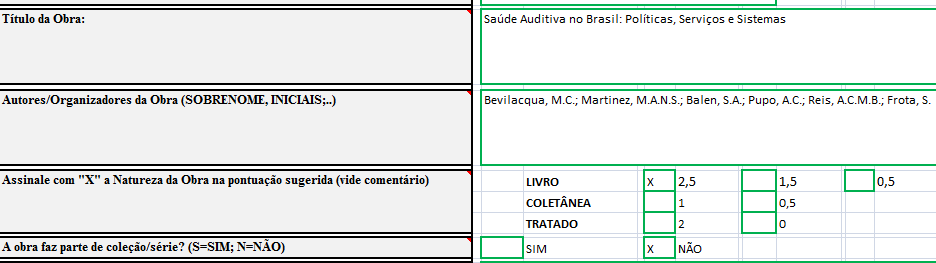 Título da Obra: Saúde Auditiva no Brasil: Políticas, Serviços e Sistemas
Autores/Organizadores da Obra (SOBRENOME, INICIAIS;..) Bevilacqua, M.C.; Martinez, M.A.N.S.; Balen, S.A.; Pupo, A.C.; Reis, A.C.M.B.; Frota, S.
Assinale com "X" a Natureza da Obra na pontuação sugerida (vide comentário) LIVRO X 2,5 1,5 0,5
COLETÂNEA 1 0,5
TRATADO 2 0
A obra faz parte de coleção/série? (S=SIM; N=NÃO) SIM X NÃO